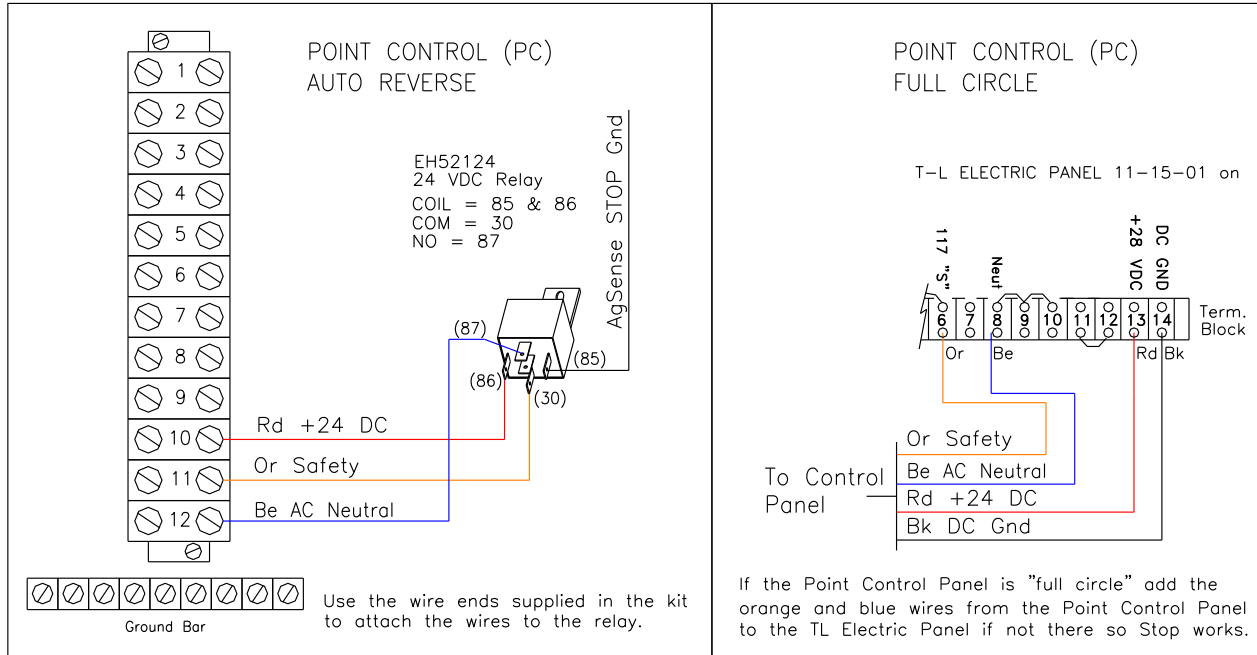 POINT CONTROL (PC)
AUTO REVERSE
1
2
3
4
5
6
7
8
9
10
11
12
EH52124
24 VDC Relay
COIL = 85 & 86
COM = 30
NO = 87
AgSense STOP Gnd
(87)
(85)
(86)
(30)
Rd +24 DC
Or Safety
Be AC Neutral
Ground Bar
Use the wire ends supplied in the kit
to attach the wires to the relay.
POINT CONTROL (PC)
FULL CIRCLE
T-L ELECTRIC PANEL 11-15-01 on
117 "S"
Neut
+28 VDC
DC GND
6 7 8 9 10 11 12 13 14
Term.
Block
Or Be Rd Bk
To Control
Panel
Or Safety
Be AC Neutral
Rd +24 DC
Bk DC Gnd
If the Point Control Panel is "full circle" add the
orange and blue wires from the Point Control Panel
to the TL Electric Panel if not there so Stop works.